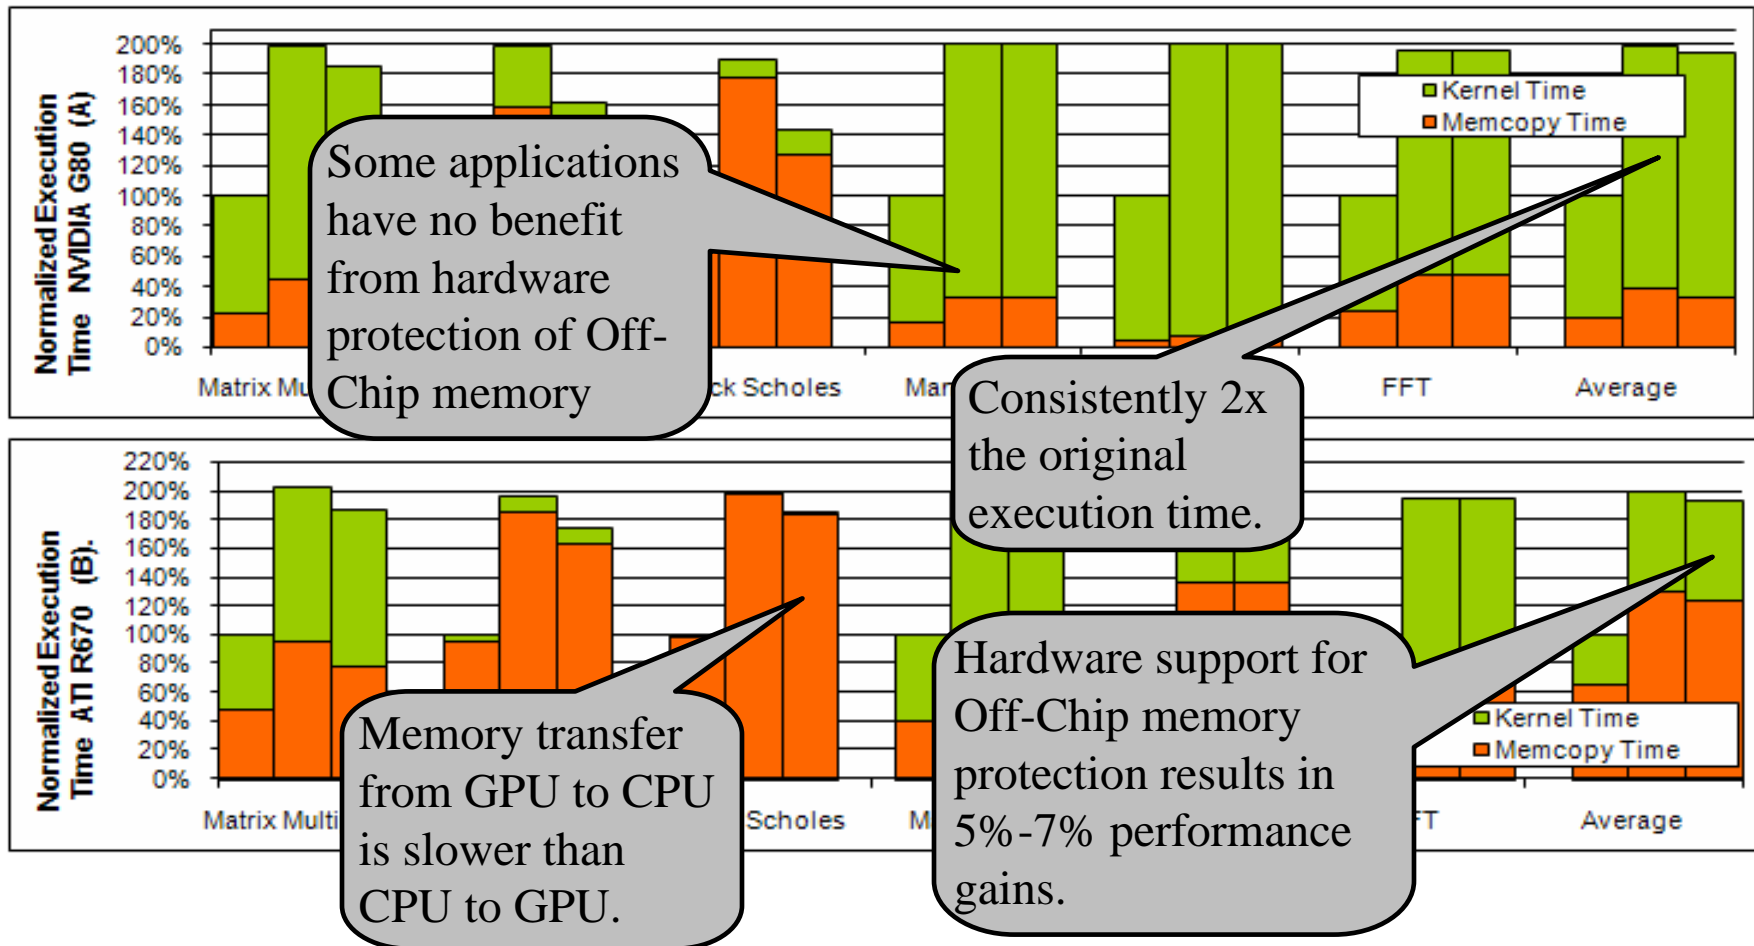 Normalized Execution
Time NVIDIA G80 (A)
200%
180%
160%
140%
120%
100%
80%
60%
40%
20%
0%
Kernel Time
Memcopy Time
Some applications
have no benefit
from hardware
protection of Off-
Chip memory
Consistently 2x
the original
execution time.
Matrix
Scholes
FFT
Average
Normalized Execution
Time ATI R670 (B).
220%
200%
180%
160%
140%
120%
100%
80%
60%
40%
20%
0%
Memory transfer
from GPU to CPU
is slower than
CPU to GPU.
Hardware support for
Off-Chip memory
protection results in
5%-7% performance
gains.
Kernel Time
Memcopy Time
Matrix
Scholes
Average